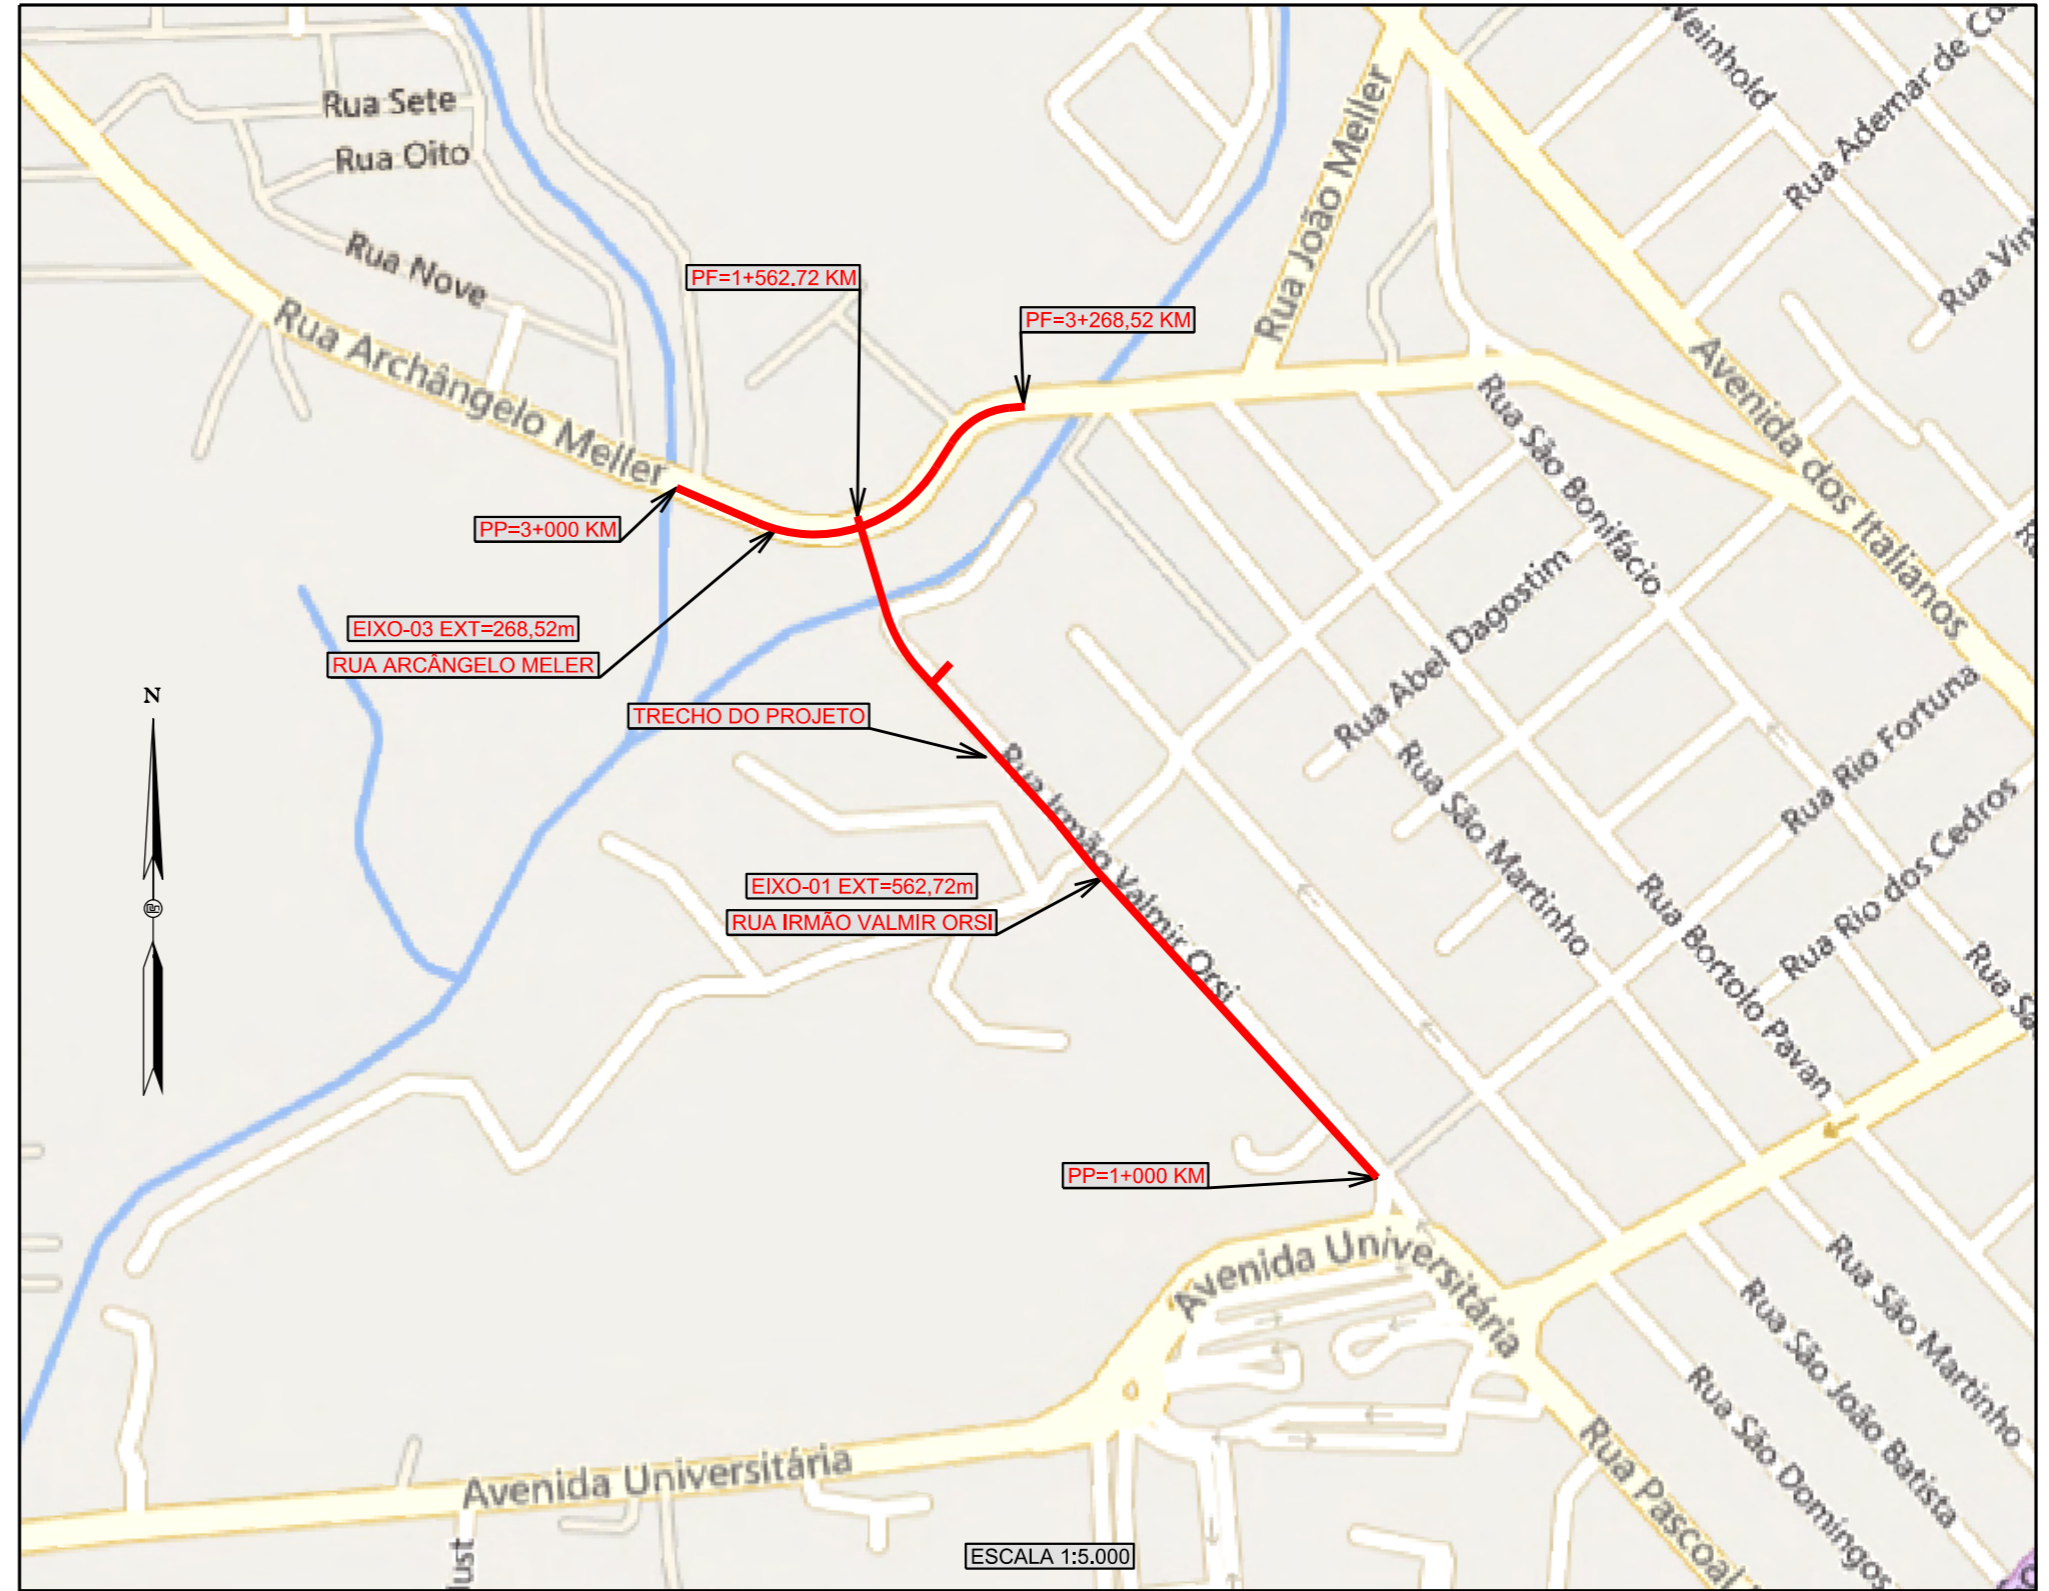 Weinhold
Rua Ademar de
Rua Sete
Rua Oito
Rua João Meller
Rua Nove
PF=1+562.72 KM
PF=3+268,52 KM
Rua Archângelo Meller
Avenida dos Italianos
Rua São Bonifácio
PP=3+000 KM
Rua Abel Dagostim
EIXO-03 EXT=268,52m
RUA ARCÂNGELO MELER
N
TRECHO DO PROJETO
Rua Irmão Valmir Orsi
Rua São Martinho
Rua Rio Fortuna
Rua Rio dos Cedros
Rua Bortolo Pavan
EIXO-01 EXT=562,72m
RUA IRMÃO VALMIR ORSI
Rua
PP=1+000 KM
Avenida Universitária
Rua São Martinho
Rua São João Batista
Rua São Domingos
Rua Pascoal
Avenida Universitária
ESCALA 1:5.000